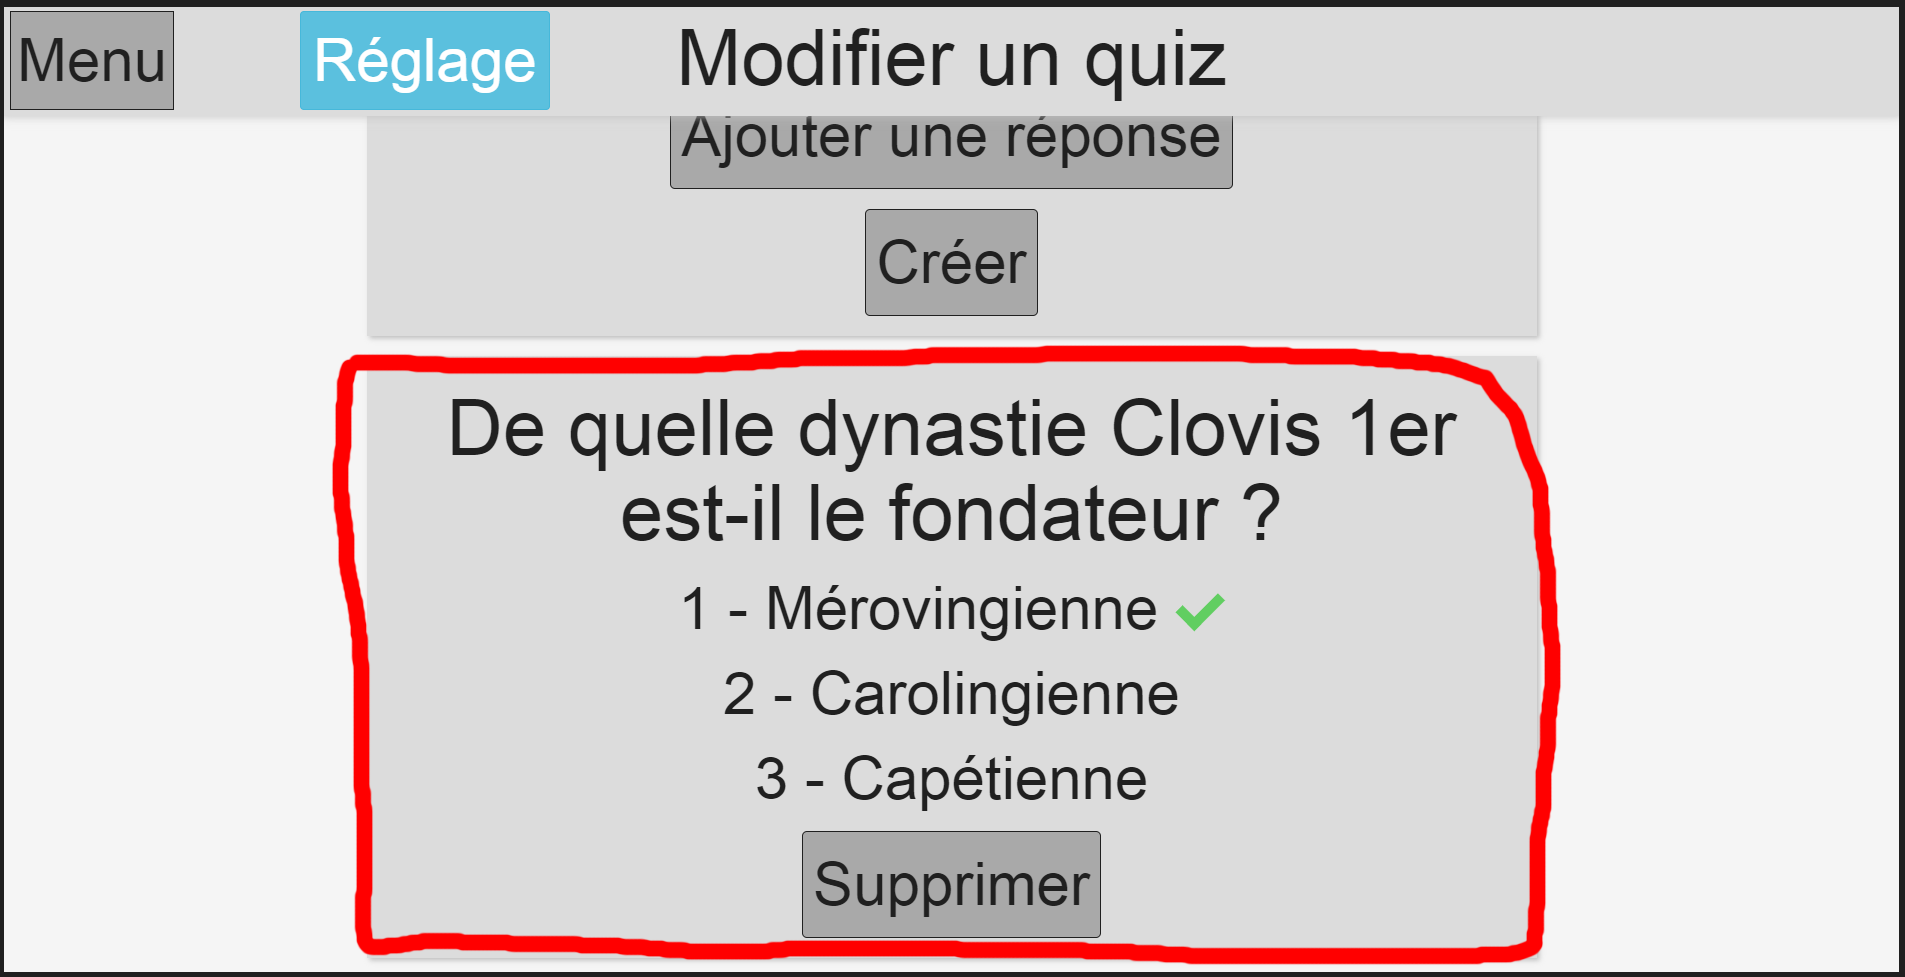 Menu
Réglage
Modifier un quiz
Ajouter une réponse
Créer
De quelle dynastie Clovis 1er
est-il le fondateur ?
1 - Mérovingienne
2 - Carolingienne
3 - Capétienne
Supprimer